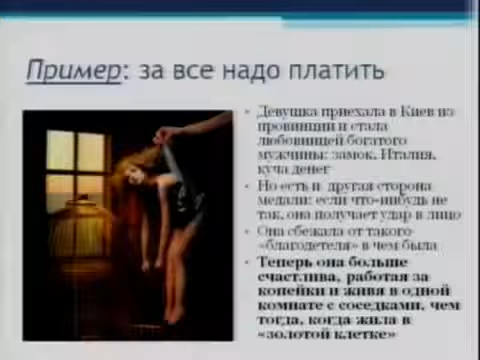 Пример: за все надо платить
• Девушка приехала в Киев из
провинции и стала
любовницей богатого
мужчины: замок, Италия,
куча денег
• Но есть и другая сторона
медали: если что-нибудь не
так, она получает удар в лицо
• Она сбежала от такого
«благодетеля» в чем была
• Теперь она больше
счастлива, работая за
копейки и живя в одной
комнате с соседками, чем
тогда, когда жила в
«золотой клетке»